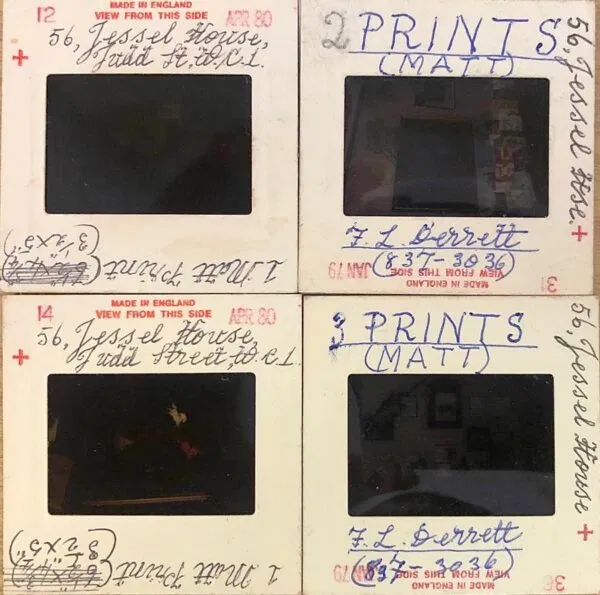 12
MADE IN ENGLAND
VIEW FROM THIS SIDE
APR 80
56, Jessel House,
Judd St, W.C.1.
1 Matt Print
(3½ x 5")
2 PRINTS
(MATT)
56, Jessel Hse.
F. L. Derrett
(837-3036)
JAN 79
VIEW FROM THIS SIDE
MADE IN ENGLAND
31
14
MADE IN ENGLAND
VIEW FROM THIS SIDE
APR 80
56, Jessel House,
Judd Street, W.C.1.
1 Matt Print
3½" x 5"
3 PRINTS
(MATT)
56, Jessel House
F. L. Derrett
(837-3036)
JAN 79
VIEW FROM THIS SIDE
MADE IN ENGLAND
36